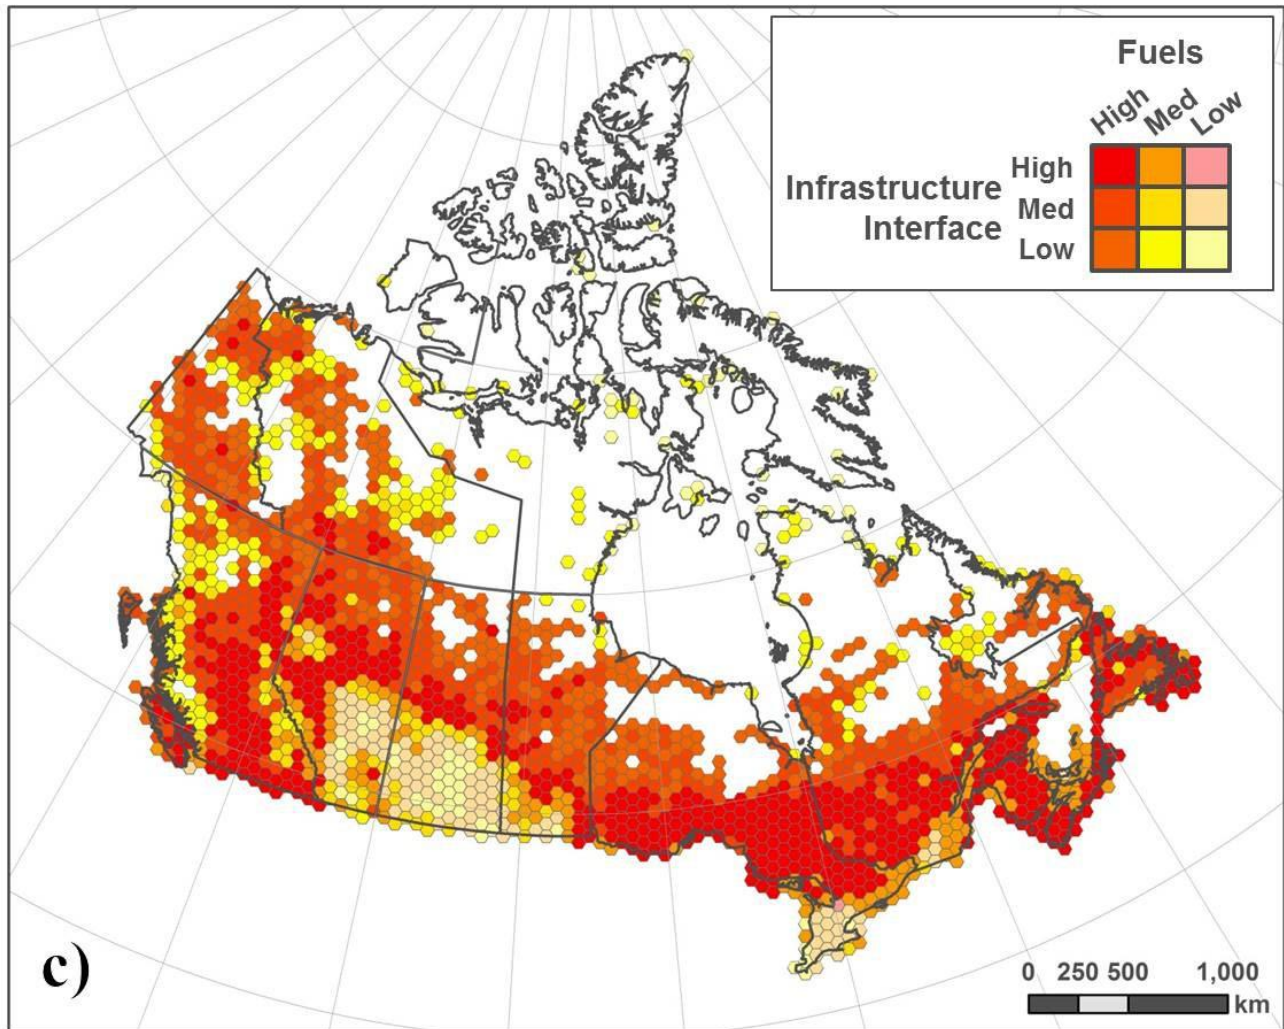 Fuels
High Med Low
Infrastructure Interface
High
Med
Low
c)
0 250 500 1,000
km